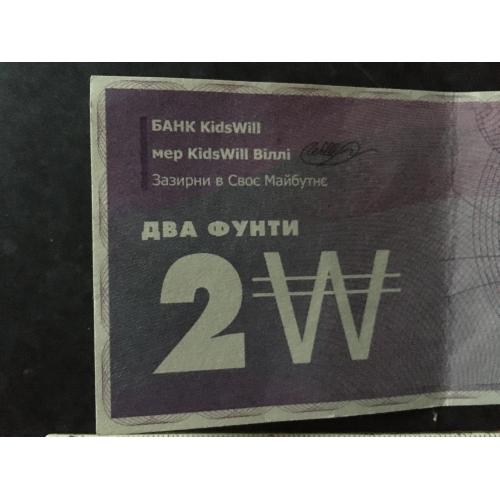 БАНК KidsWill
мер KidsWill Віллі
Зазирни в Своє Майбутнє
ДВА ФУНТИ
2₩